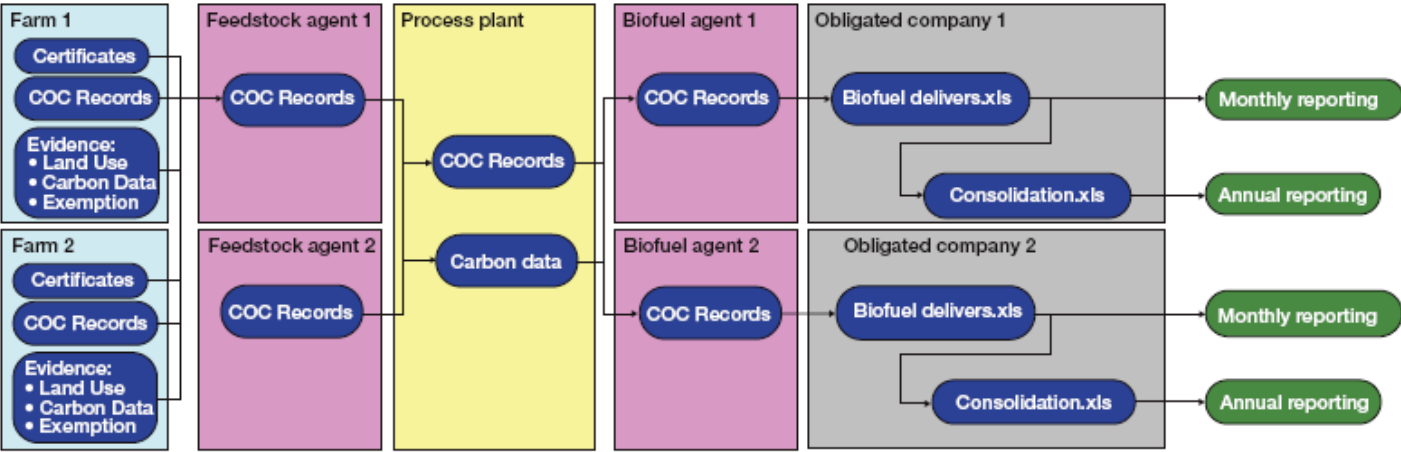 Farm 1
Certificates
COC Records
Evidence:
• Land Use
• Carbon Data
• Exemption
Farm 2
Certificates
COC Records
Evidence:
• Land Use
• Carbon Data
• Exemption
Feedstock agent 1
COC Records
Feedstock agent 2
COC Records
Process plant
COC Records
Carbon data
Biofuel agent 1
COC Records
Biofuel agent 2
COC Records
Obligated company 1
Biofuel delivers.xls
Consolidation.xls
Obligated company 2
Biofuel delivers.xls
Consolidation.xls
Monthly reporting
Annual reporting
Monthly reporting
Annual reporting